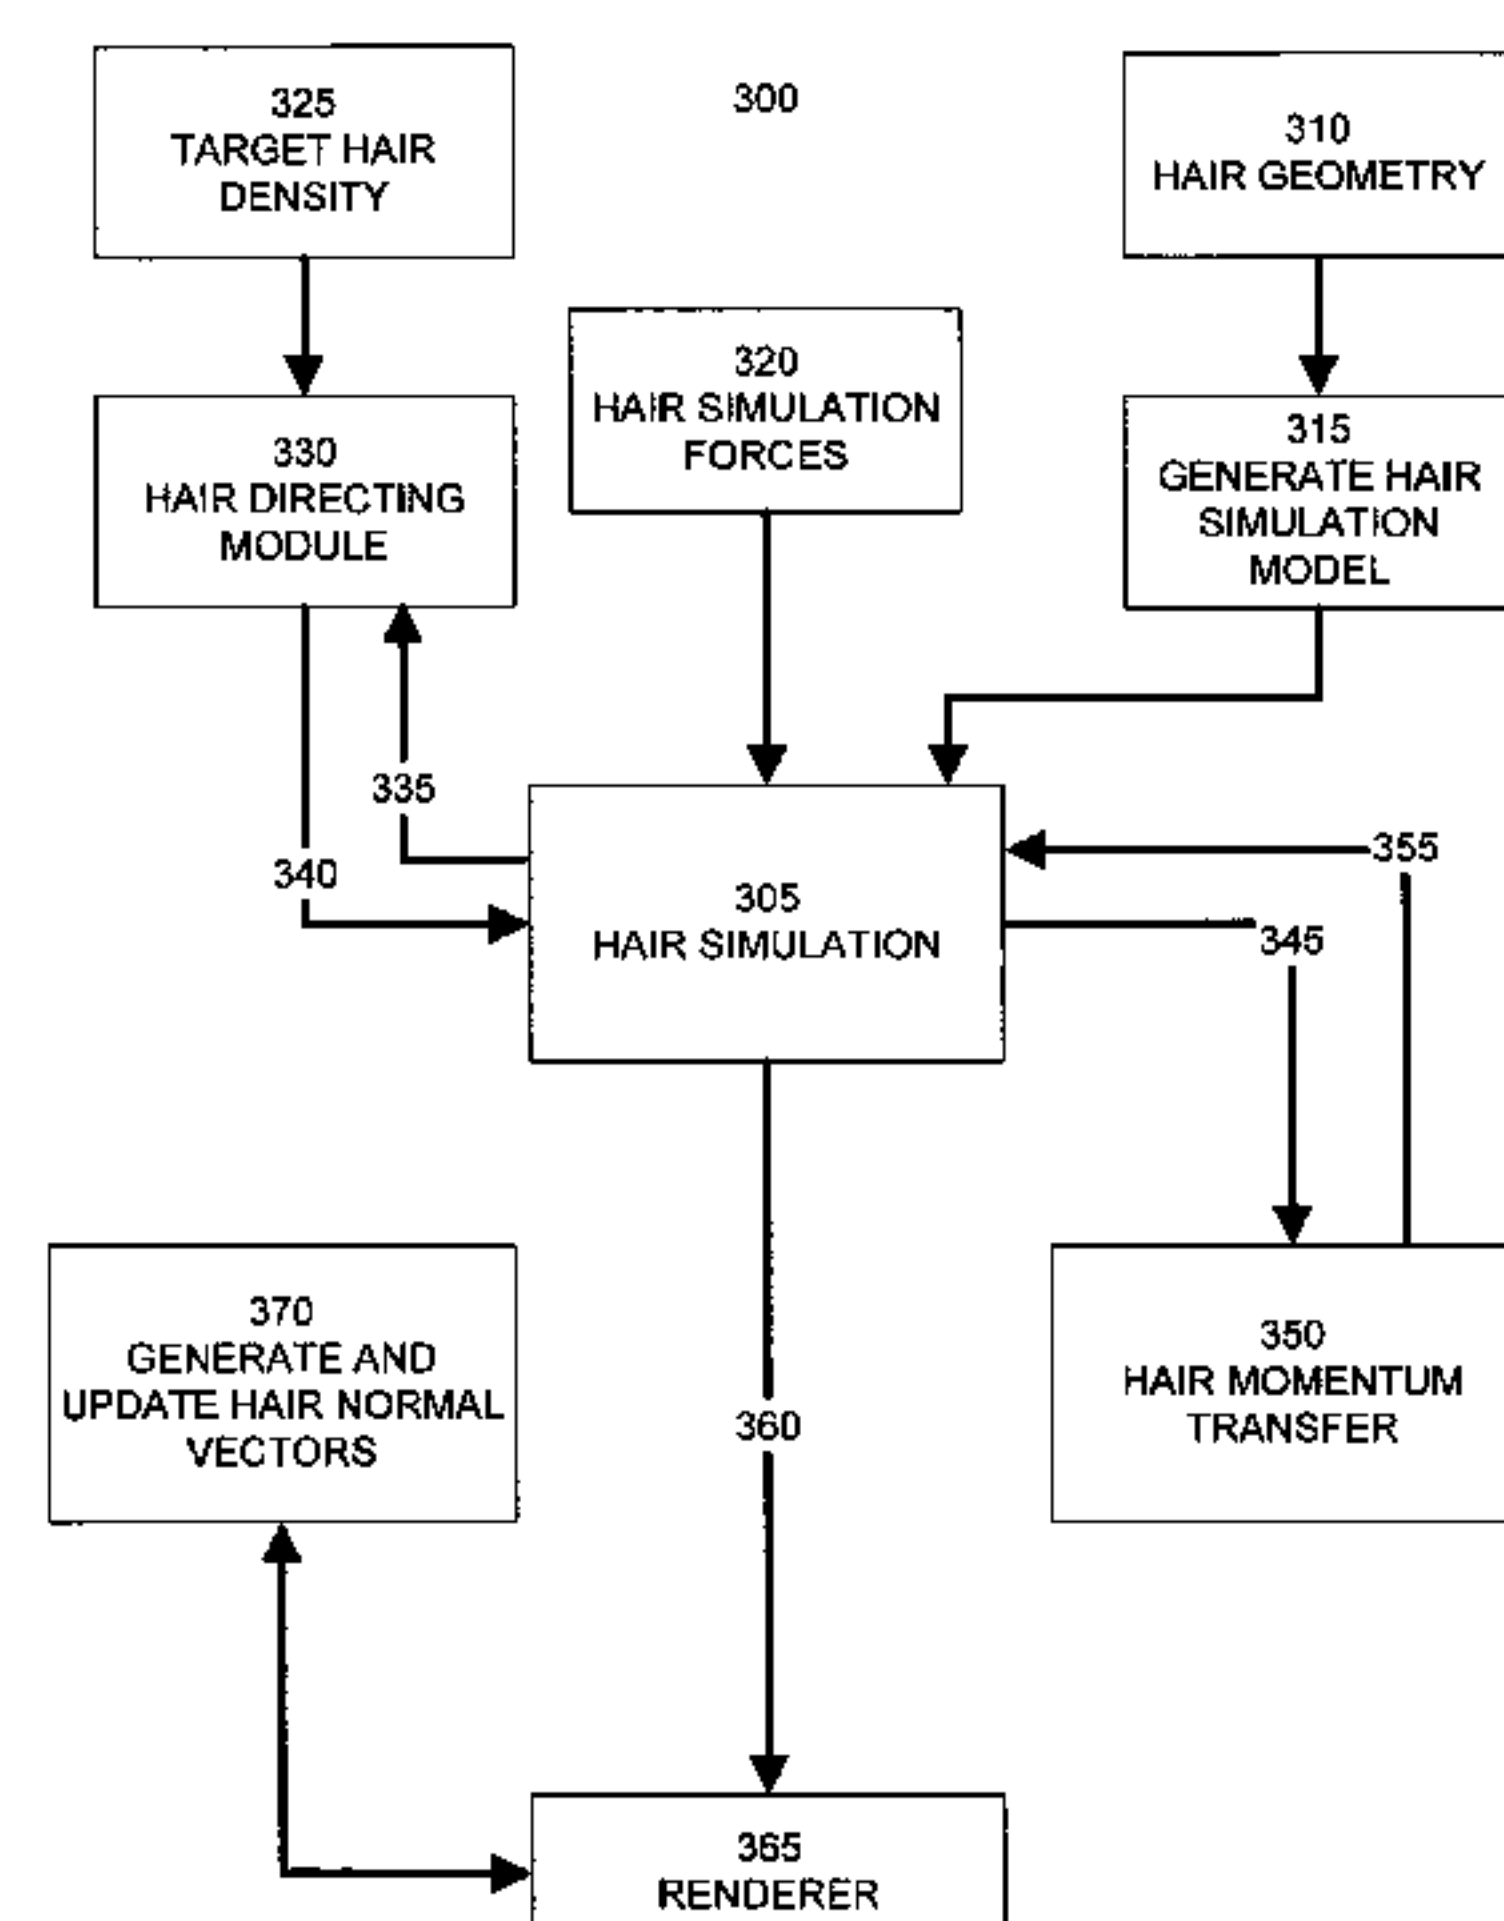 300
325
TARGET HAIR
DENSITY
310
HAIR GEOMETRY
320
HAIR SIMULATION
FORCES
330
HAIR DIRECTING
MODULE
315
GENERATE HAIR
SIMULATION
MODEL
335
340
355
305
HAIR SIMULATION
345
370
GENERATE AND
UPDATE HAIR NORMAL
VECTORS
350
HAIR MOMENTUM
TRANSFER
360
365
RENDERER